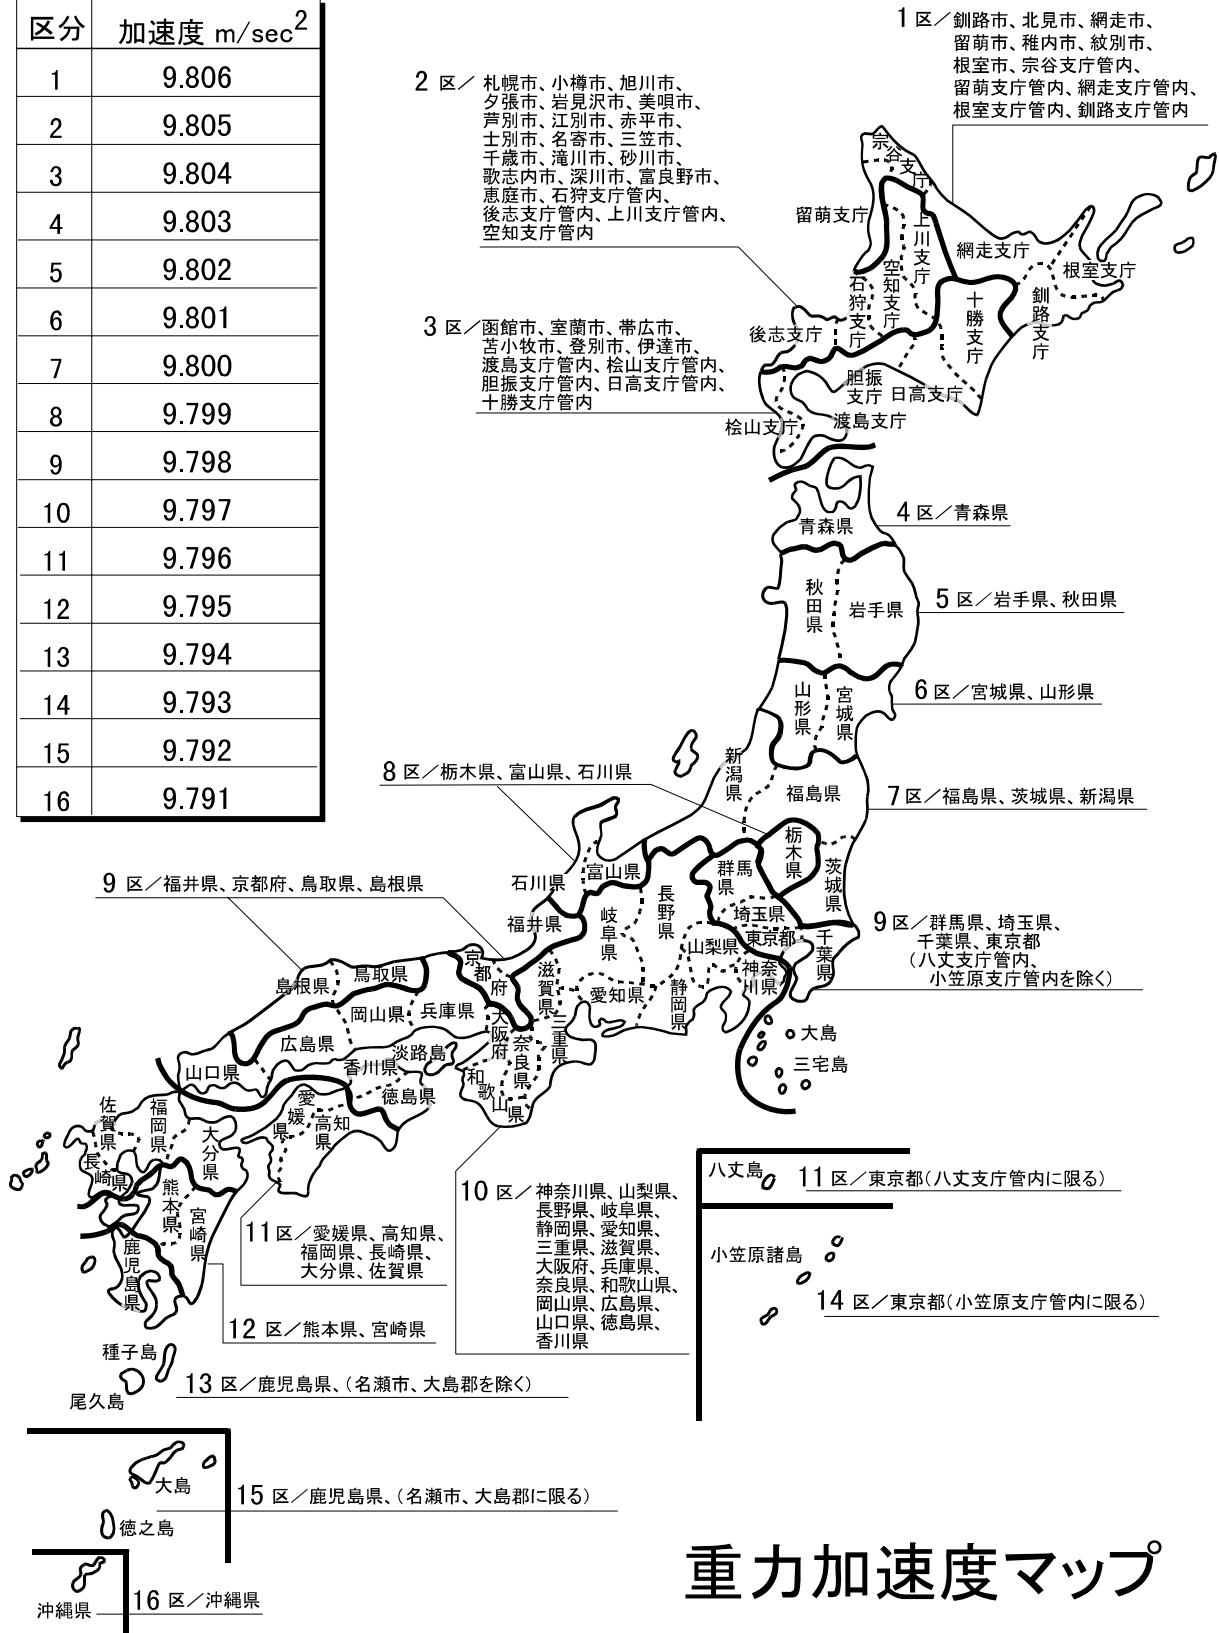 区分 加速度 m/sec2
1 9.806
2 9.805
3 9.804
4 9.803
5 9.802
6 9.801
7 9.800
8 9.799
9 9.798
10 9.797
11 9.796
12 9.795
13 9.794
14 9.793
15 9.792
16 9.791
1 区／釧路市、北見市、網走市、
留萌市、稚内市、紋別市、
根室市、宗谷支庁管内、
留萌支庁管内、網走支庁管内、
根室支庁管内、釧路支庁管内
2 区／札幌市、小樽市、旭川市、
夕張市、岩見沢市、美唄市、
芦別市、江別市、赤平市、
士別市、名寄市、三笠市、
千歳市、滝川市、砂川市、
歌志内市、深川市、富良野市、
恵庭市、石狩支庁管内、
後志支庁管内、上川支庁管内、
空知支庁管内
3 区／函館市、室蘭市、帯広市、
苫小牧市、登別市、伊達市、
渡島支庁管内、桧山支庁管内、
胆振支庁管内、日高支庁管内、
十勝支庁管内
宗谷支庁
留萌支庁
上川支庁
網走支庁
根室支庁
空知支庁
石狩支庁
十勝支庁
釧路支庁
後志支庁
胆振
支庁
日高支庁
桧山支庁
渡島支庁
青森県
4 区／青森県
秋田県
岩手県
5 区／岩手県、秋田県
山形県
宮城県
6 区／宮城県、山形県
新潟県
福島県
7 区／福島県、茨城県、新潟県
8 区／栃木県、富山県、石川県
栃木県
茨城県
群馬
県
富山県
石川県
長野県
9 区／福井県、京都府、鳥取県、島根県
福井県
岐阜県
埼玉県
東京都
山梨県
千葉県
神奈
川県
9 区／群馬県、埼玉県、
千葉県、東京都
（八丈支庁管内、
小笠原支庁管内を除く）
京都府
滋賀県
愛知県
静岡県
鳥取県
島根県
岡山県
兵庫県
大阪府
奈良県
三重県
広島県
淡路島
山口県
香川県
徳島県
和歌山県
愛媛県
高知
県
大島
三宅島
佐賀県
福岡県
大分県
長崎県
熊本県
宮崎県
鹿児島県
10 区／神奈川県、山梨県、
長野県、岐阜県、
静岡県、愛知県、
三重県、滋賀県、
大阪府、兵庫県、
奈良県、和歌山県、
岡山県、広島県、
山口県、徳島県、
香川県
11 区／愛媛県、高知県、
福岡県、長崎県、
大分県、佐賀県
八丈島
11 区／東京都（八丈支庁管内に限る）
小笠原諸島
14 区／東京都（小笠原支庁管内に限る）
12 区／熊本県、宮崎県
種子島
尾久島
13 区／鹿児島県、（名瀬市、大島郡を除く）
大島
15 区／鹿児島県、（名瀬市、大島郡に限る）
徳之島
沖縄県
16 区／沖縄県
重力加速度マップ